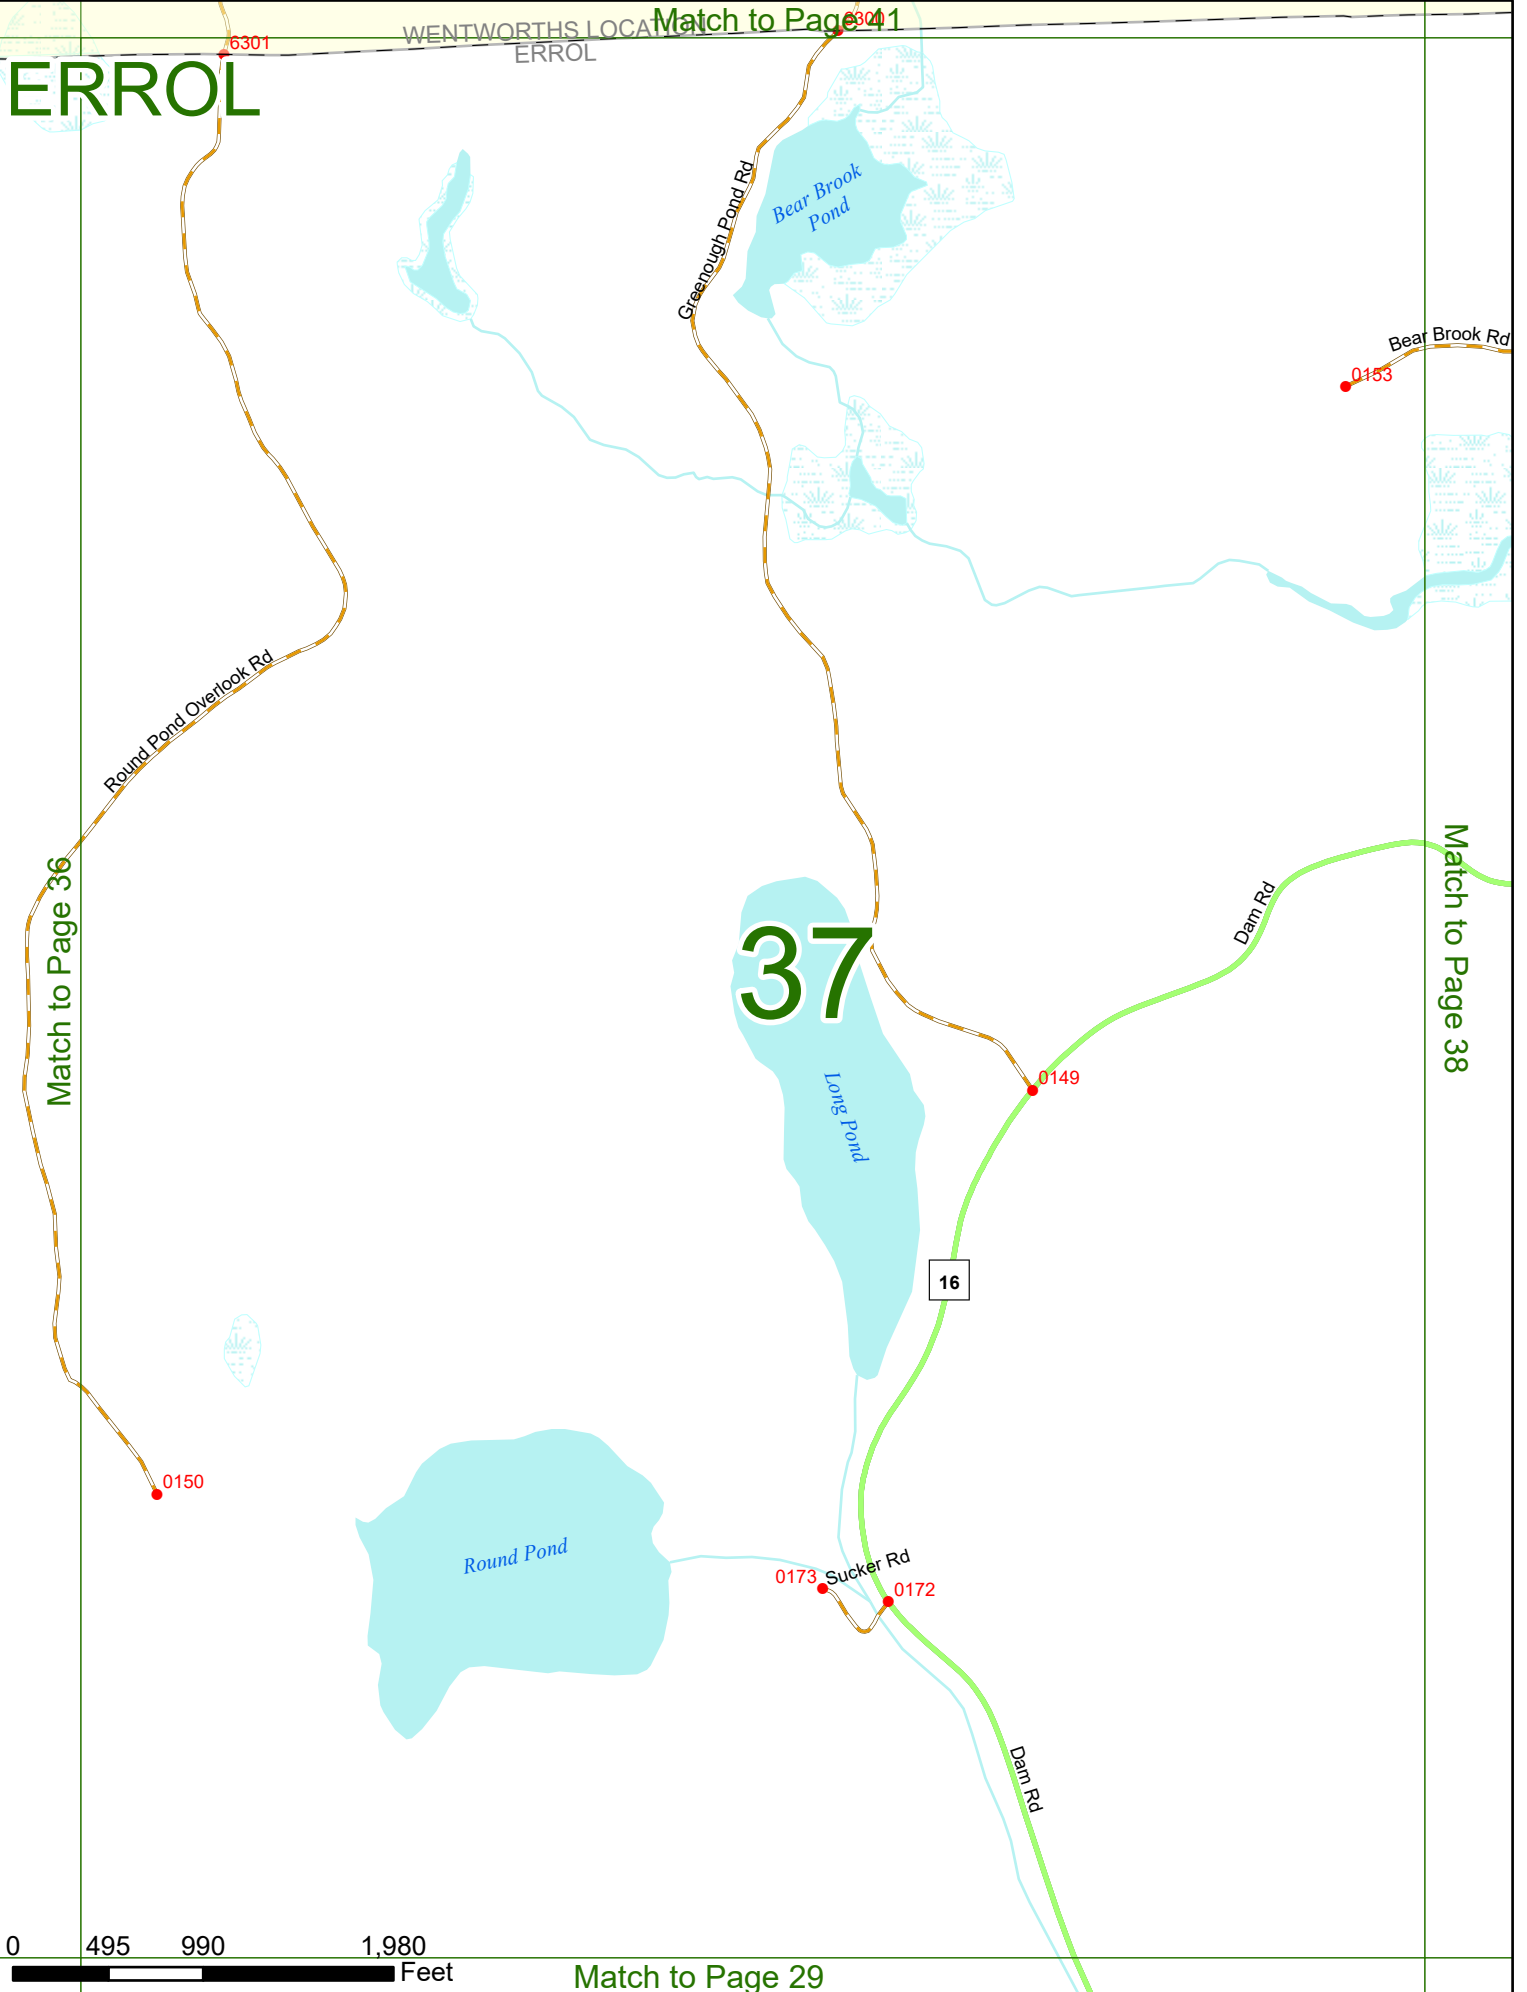 Match to Page 41
6300
WENTWORTHS LOCATION
6301
ERROL
ERROL
Greenough Pond Rd
Bear Brook
Pond
Bear Brook Rd
0153
Round Pond Overlook Rd
Match to Page 36
37
Dam Rd
Match to Page 38
0149
Long Pond
16
0150
Round Pond
Sucker Rd
0173
0172
Dam Rd
0 495 990 1,980
Feet
Match to Page 29